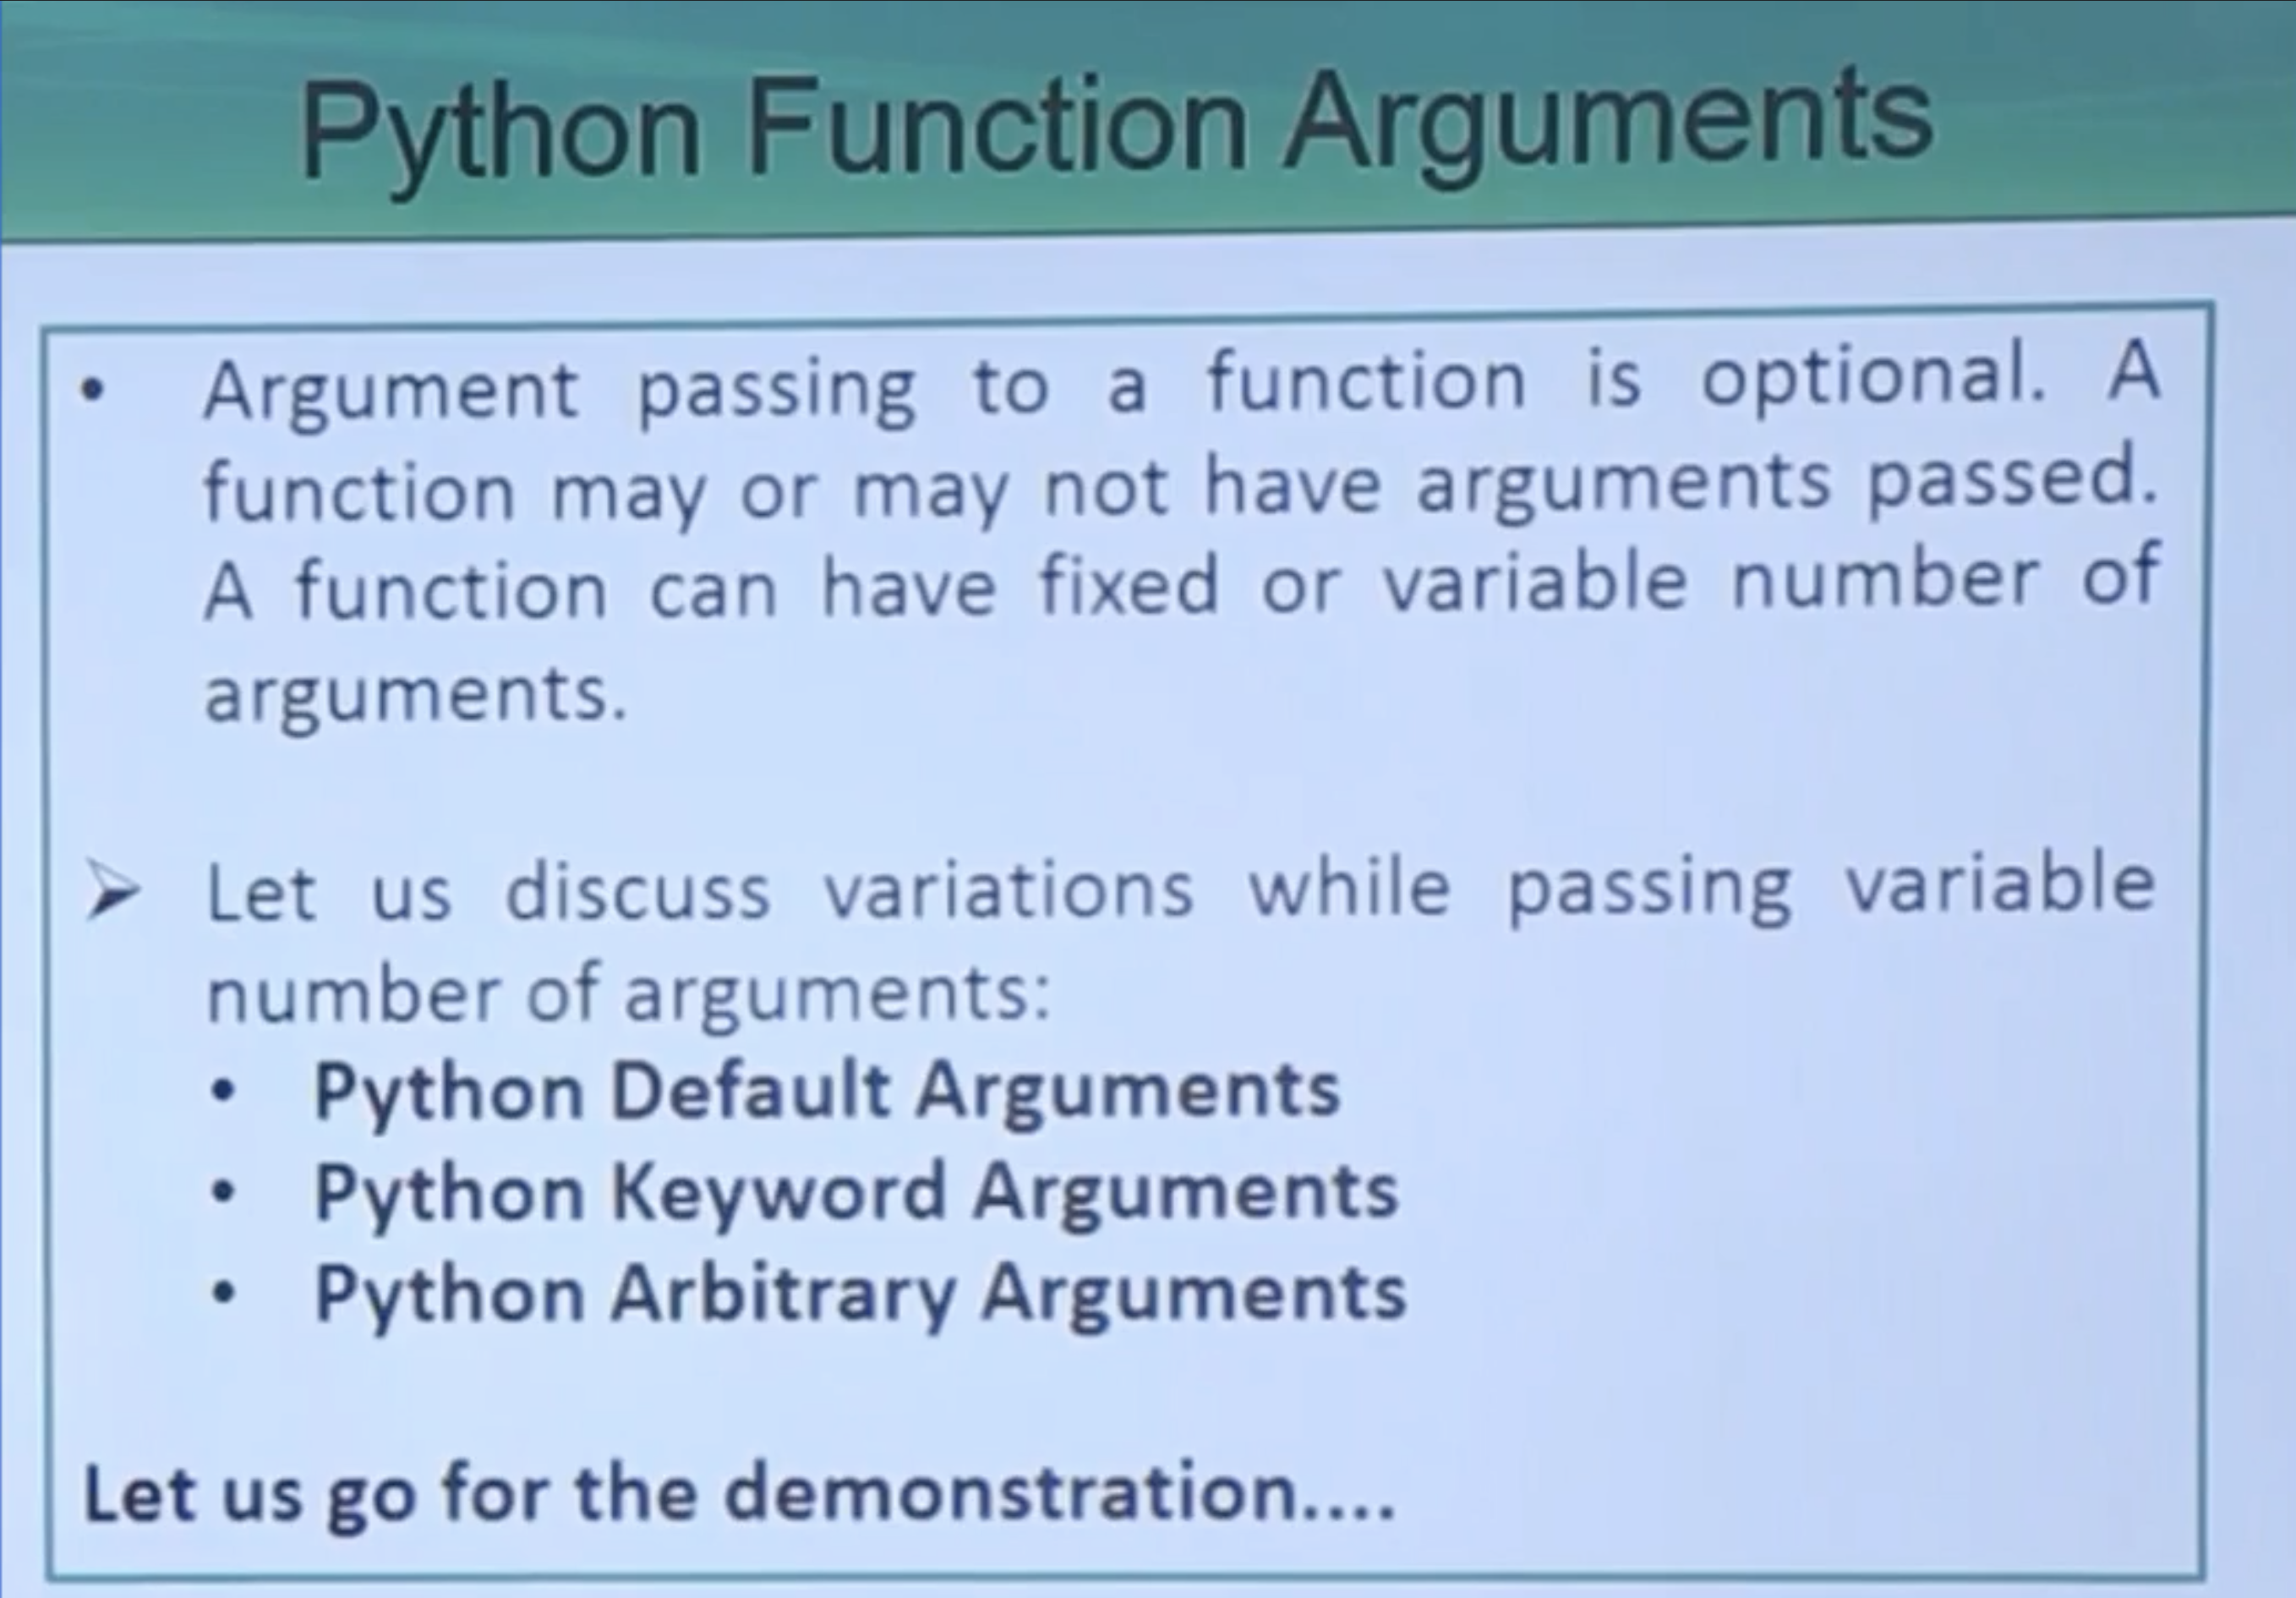 Python Function Arguments
• Argument passing to a function is optional. A
function may or may not have arguments passed.
A function can have fixed or variable number of
arguments.
➢ Let us discuss variations while passing variable
number of arguments:
• Python Default Arguments
• Python Keyword Arguments
• Python Arbitrary Arguments
Let us go for the demonstration....